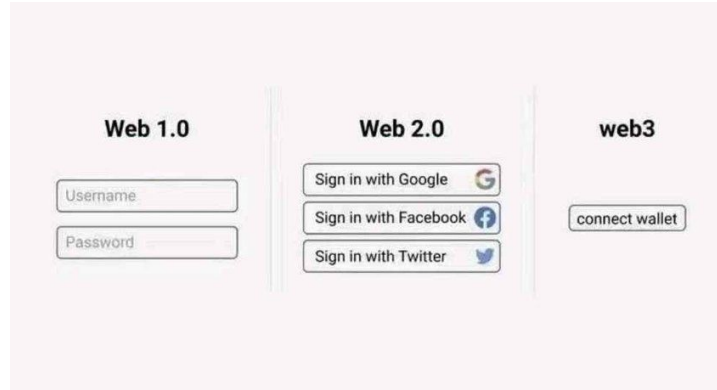 Web 1.0
Username
Password
Web 2.0
Sign in with Google
Sign in with Facebook
Sign in with Twitter
web3
connect wallet